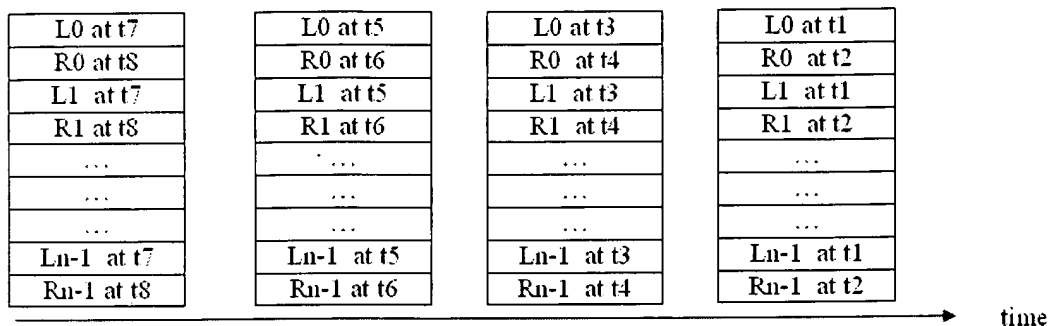 L0 at t7 L0 at t5 L0 at t3 L0 at t1
R0 at t8 R0 at t6 R0 at t4 R0 at t2
L1 at t7 L1 at t5 L1 at t3 L1 at t1
R1 at t8 R1 at t6 R1 at t4 R1 at t2
... ... ... ...
... ... ... ...
... ... ... ...
Ln-1 at t7 Ln-1 at t5 Ln-1 at t3 Ln-1 at t1
Rn-1 at t8 Rn-1 at t6 Rn-1 at t4 Rn-1 at t2
time